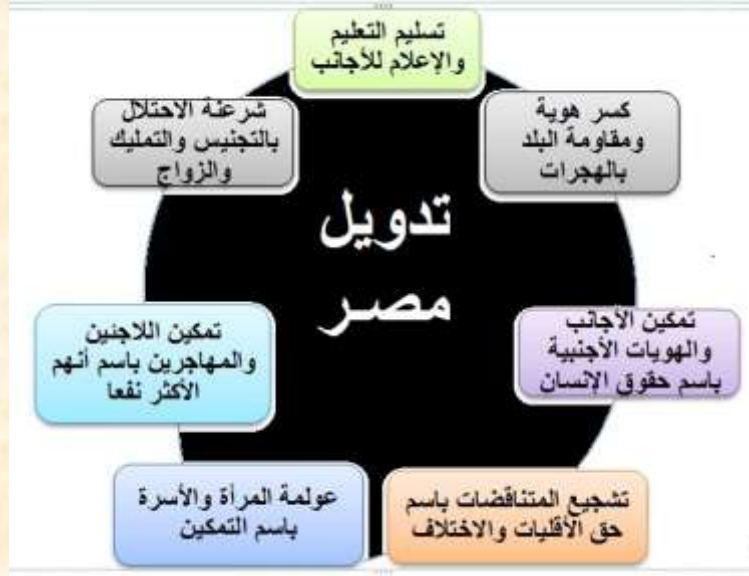 تسليم التعليم
والإعلام للأجانب
كسر هوية
ومقاومة البلد
بالهجرات
شرعنة الاحتلال
بالتجنيس والتمليك
والزواج
تدويل
مصر
تمكين الأجانب
والهويات الأجنبية
باسم حقوق الإنسان
تمكين اللاجئين
والمهاجرين باسم أنهم
الأكثر نفعا
تشجيع المتناقضات باسم
حق الأقليات والاختلاف
عولمة المرأة والأسرة
باسم التمكين